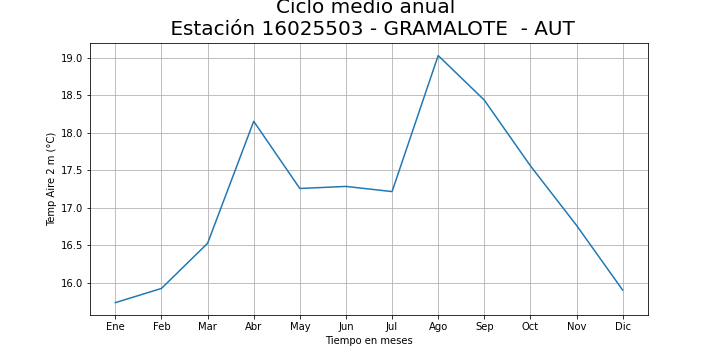 Ciclo medio anual
Estación 16025503 - GRAMALOTE  - AUT
19.0
18.5
18.0
17.5
17.0
16.5
16.0
Temp Aire 2 m (°C)
Ene Feb Mar Abr May Jun Jul Ago Sep Oct Nov Dic
Tiempo en meses